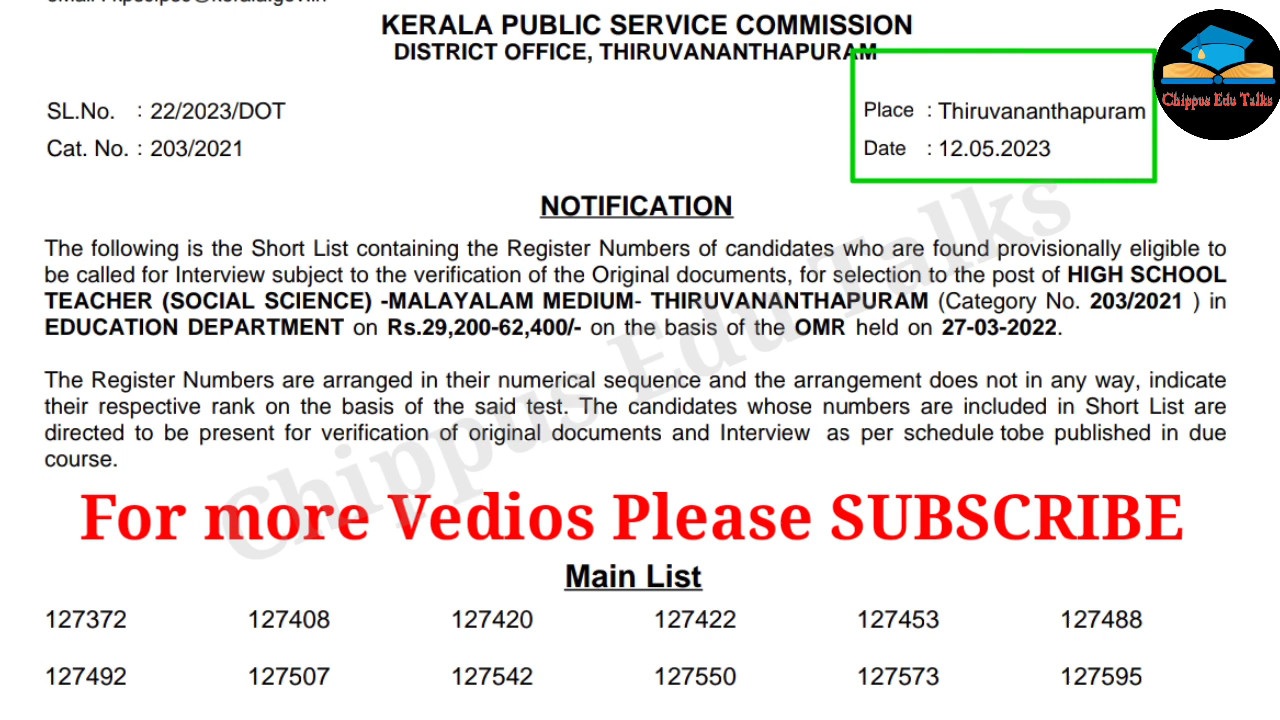 KERALA PUBLIC SERVICE COMMISSION
DISTRICT OFFICE, THIRUVANANTHAPURAM
Chippus Edu Talks
SL.No. : 22/2023/DOT
Place : Thiruvananthapuram
Cat. No. : 203/2021
Date : 12.05.2023
NOTIFICATION
The following is the Short List containing the Register Numbers of candidates who are found provisionally eligible to
be called for Interview subject to the verification of the Original documents, for selection to the post of HIGH SCHOOL
TEACHER (SOCIAL SCIENCE) -MALAYALAM MEDIUM- THIRUVANANTHAPURAM (Category No. 203/2021 ) in
EDUCATION DEPARTMENT on Rs.29,200-62,400/- on the basis of the OMR held on 27-03-2022.
The Register Numbers are arranged in their numerical sequence and the arrangement does not in any way, indicate
their respective rank on the basis of the said test. The candidates whose numbers are included in Short List are
directed to be present for verification of original documents and Interview as per schedule tobe published in due
course.
Chippus Edu Talks
For more Vedios Please SUBSCRIBE
Main List
127372 127408 127420 127422 127453 127488
127492 127507 127542 127550 127573 127595